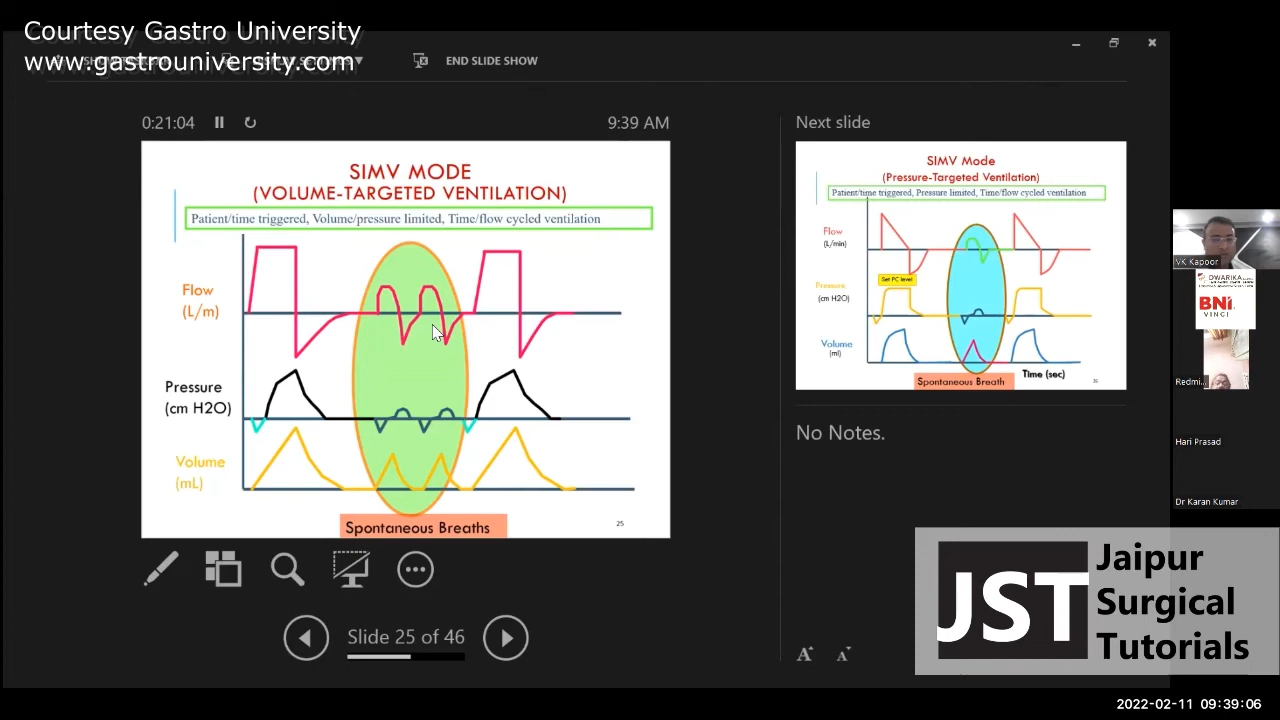 Courtesy Gastro University
www.gastrouniversity.com
END SLIDE SHOW
0:21:04
9:39 AM
Next slide
SIMV MODE
(VOLUME-TARGETED VENTILATION)
Patient/time triggered, Volume/pressure limited, Time/flow cycled ventilation
Flow
(L/m)
Pressure
(cm H2O)
Volume
(mL)
Spontaneous Breaths
25
SIMV Mode
(Pressure-Targeted Ventilation)
Patient/time triggered, Pressure limited, Time/flow cycled ventilation
Flow
(L/min)
Set PC level
Pressure
(cm H2O)
Volume
(ml)
Time (sec)
Spontaneous Breath
No Notes.
Slide 25 of 46
A A
VK Kapoor
DWARIKA
BNI
VINCI
Redmi...
Hari Prasad
Dr Karan Kumar
JST
Jaipur
Surgical
Tutorials
2022-02-11 09:39:06